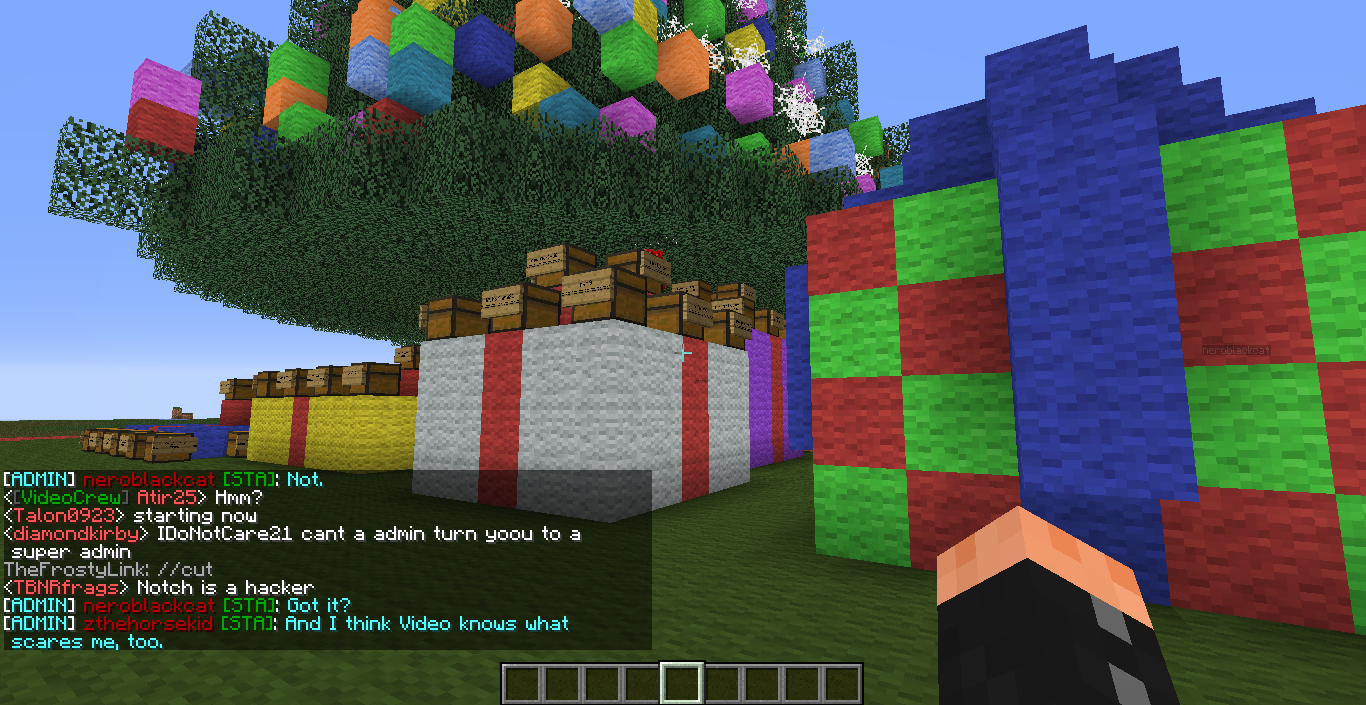 neroblackcat
[ADMIN] neroblackcat [STA]: Not.
<[VideoCrew] Atir25> Hmm?
<Talon0923> starting now
<diamondkirby> IDoNotCare21 cant a admin turn yoou to a
super admin
TheFrostyLink: //cut
<TBNRfrags> Notch is a hacker
[ADMIN] neroblackcat [STA]: Got it?
[ADMIN] zthehorsekid [STA]: And I think Video knows what
scares me, too.